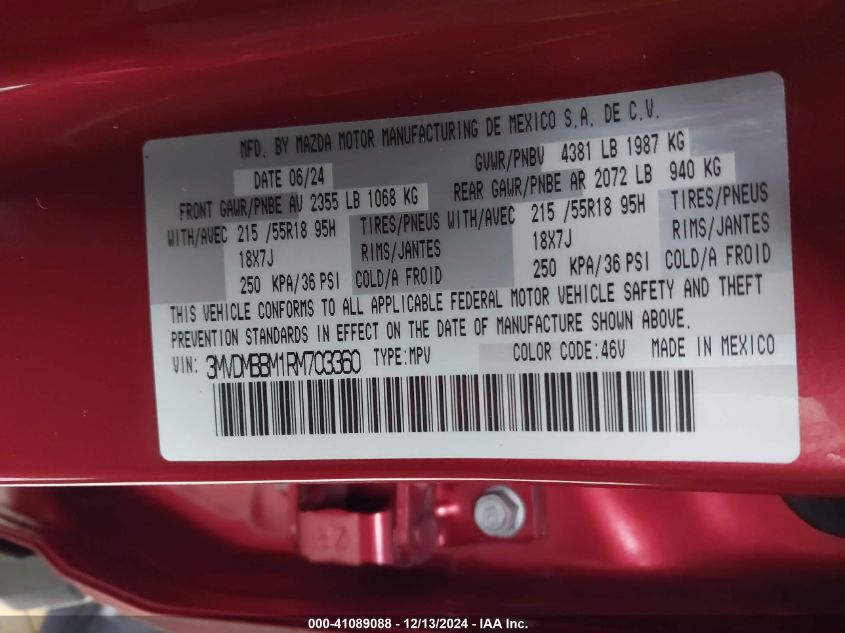 MFD. BY MAZDA MOTOR MANUFACTURING DE MEXICO S.A. DE C.V.
DATE 06/24 GVWR/PNBV 4381 LB 1987 KG
FRONT GAWR/PNBE AV 2355 LB 1068 KG REAR GAWR/PNBE AR 2072 LB 940 KG
WITH/AVEC 215 /55R18 95H TIRES/PNEUS WITH/AVEC 215 /55R18 95H TIRES/PNEUS
18X7J RIMS/JANTES 18X7J RIMS/JANTES
250 KPA/36 PSI COLD/A FROID 250 KPA/36 PSI COLD/A FROID
THIS VEHICLE CONFORMS TO ALL APPLICABLE FEDERAL MOTOR VEHICLE SAFETY AND THEFT
PREVENTION STANDARDS IN EFFECT ON THE DATE OF MANUFACTURE SHOWN ABOVE.
VIN: 3MVDMBBM1RM703360 TYPE:MPV COLOR CODE:46V MADE IN MEXICO
000-41089088 - 12/13/2024 - IAA Inc.